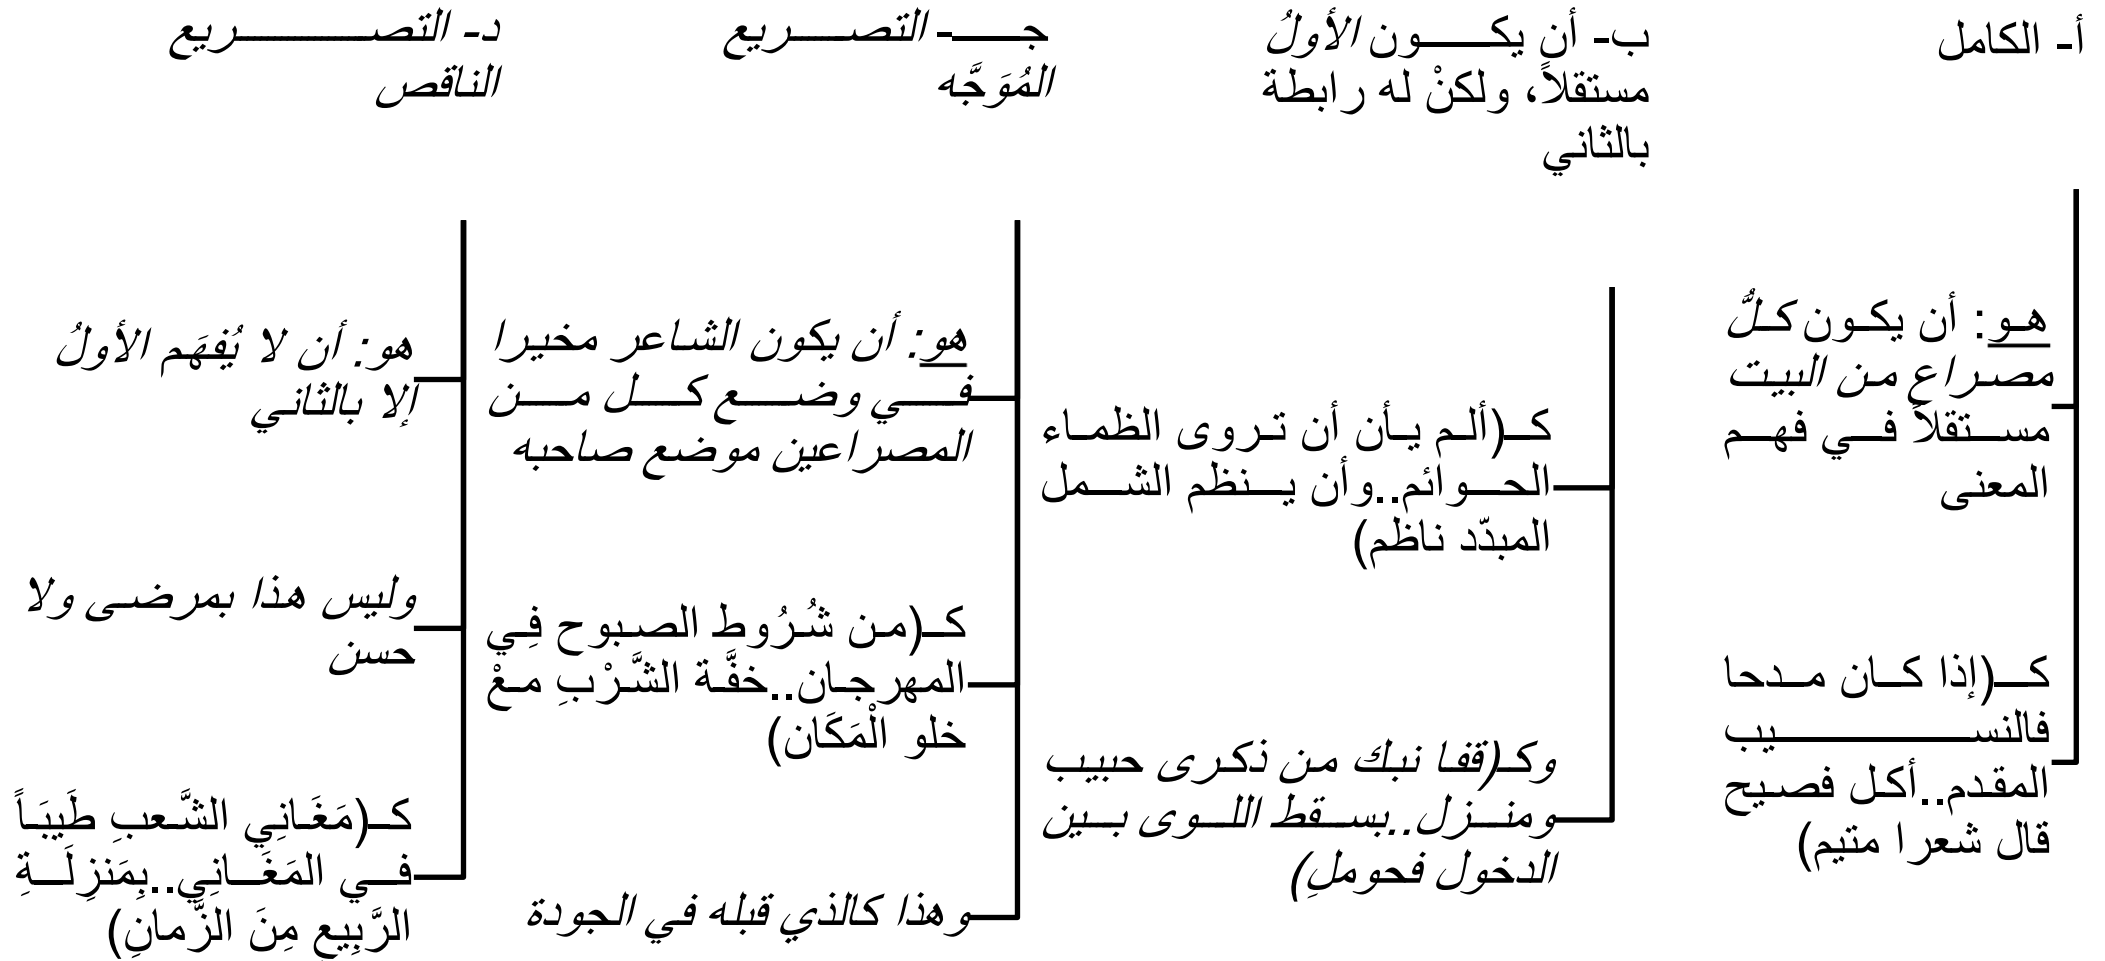 أ- الكامل
هو: أن يكون كلُّ
مصراع من البيت
مستقلاً في فهم
المعنى
كـ(إذا كان مدحا
فالنسيب
المقدم..أكل فصيح
قال شعرا متيم)
ب- أن يكون الأولُ
مستقلاً، ولكنْ له رابطة
بالثاني
كـ(ألم يأن أن تروى الظماء
الحوائم..وأن ينظم الشمل
المبدّد ناظم)
وكـ(قفا نبك من ذكرى حبيب
ومنزل..بسقط اللوى بين
الدخول فحوملِ)
جـ- التصريع
المُوَجَّه
هو: أن يكون الشاعر مخيرا
في وضع كل من
المصراعين موضع صاحبه
كـ(من شُرُوط الصبوح فِي
المهرجان..خفَّة الشَّرْبِ معْ
خلو الْمَكَان)
وهذا كالذي قبله في الجودة
د- التصريع
الناقص
هو: أن لا يُفهَم الأولُ
إلا بالثاني
وليس هذا بمرضى ولا
حسن
كـ(مَغَانِي الشَّعبِ طَيِبَاً
في المَغَانِي..بِمَنزِلَةِ
الرَّبِيعِ مِنَ الزَّمانِ)